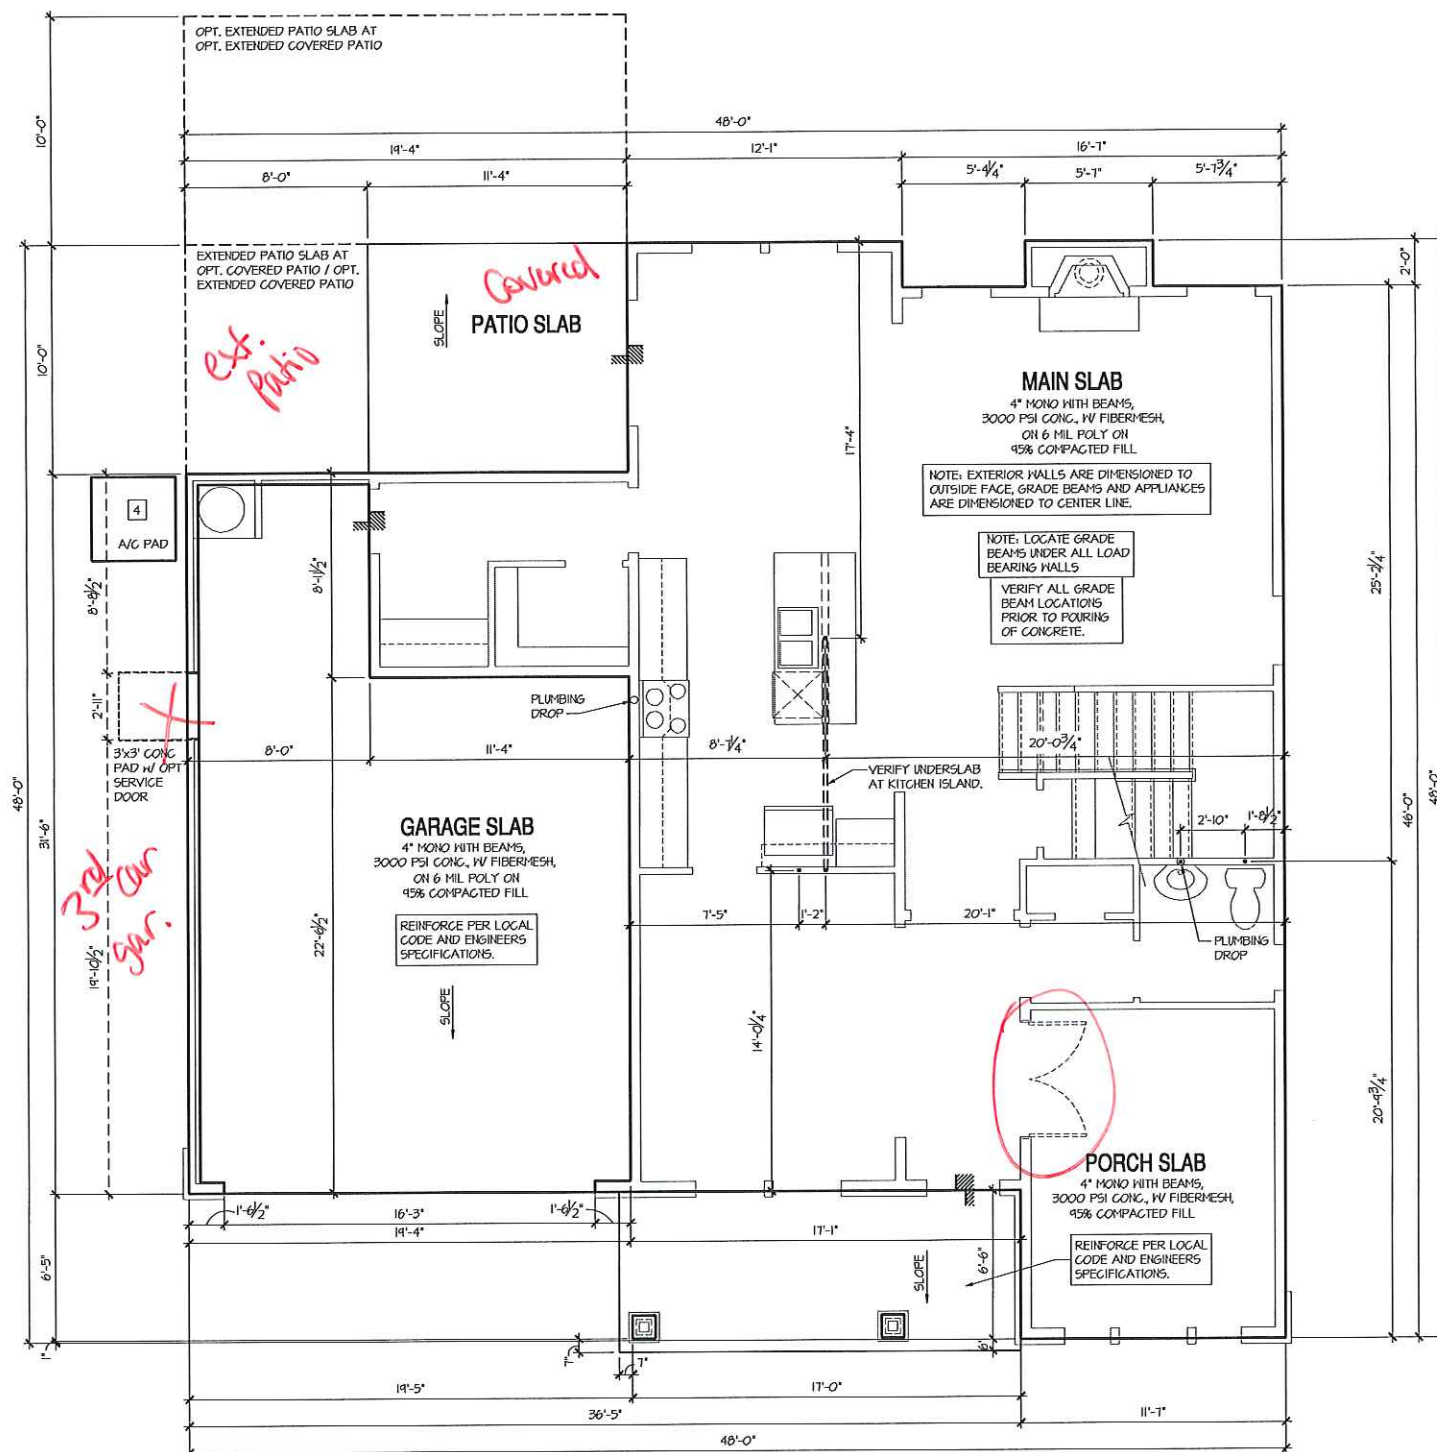 OPT. EXTENDED PATIO SLAB AT
OPT. EXTENDED COVERED PATIO
10'-0"
48'-0"
19'-4"
12'-1"
16'-7"
8'-0"
11'-4"
5'-4 1/4"
5'-7"
5'-7 3/4"
EXTENDED PATIO SLAB AT
OPT. COVERED PATIO / OPT.
EXTENDED COVERED PATIO
Covered
SLOPE
PATIO SLAB
ext.
Patio
10'-0"
2'-0"
17'-4"
MAIN SLAB
4" MONO WITH BEAMS,
3000 PSI CONC., W/ FIBERMESH,
ON 6 MIL POLY ON
95% COMPACTED FILL
NOTE: EXTERIOR WALLS ARE DIMENSIONED TO
OUTSIDE FACE, GRADE BEAMS AND APPLIANCES
ARE DIMENSIONED TO CENTER LINE.
NOTE: LOCATE GRADE
BEAMS UNDER ALL LOAD
BEARING WALLS
VERIFY ALL GRADE
BEAM LOCATIONS
PRIOR TO POURING
OF CONCRETE.
4
A/C PAD
8'-8 1/2"
8'-11 1/2"
25'-2 1/4"
2'-11"
PLUMBING
DROP
3'x3' CONC
PAD W/ OPT
SERVICE
DOOR
8'-0"
11'-4"
8'-7 1/4"
20'-0 3/4"
VERIFY UNDERSLAB
AT KITCHEN ISLAND.
48'-0"
31'-6"
46'-0"
48'-0"
2'-10"
1'-8 1/2"
GARAGE SLAB
4" MONO WITH BEAMS,
3000 PSI CONC., W/ FIBERMESH,
ON 6 MIL POLY ON
95% COMPACTED FILL
REINFORCE PER LOCAL
CODE AND ENGINEERS
SPECIFICATIONS.
3rd car
gar.
19'-10 1/2"
22'-6 1/2"
7'-5"
1'-2"
20'-1"
PLUMBING
DROP
SLOPE
14'-0 1/4"
20'-9 3/4"
PORCH SLAB
4" MONO WITH BEAMS,
3000 PSI CONC., W/ FIBERMESH,
95% COMPACTED FILL
REINFORCE PER LOCAL
CODE AND ENGINEERS
SPECIFICATIONS.
1'-6 1/2"
16'-3"
1'-6 1/2"
19'-4"
17'-1"
6'-5"
6'-6"
SLOPE
1"
7"
7"
6"
19'-5"
17'-0"
36'-5"
11'-7"
48'-0"